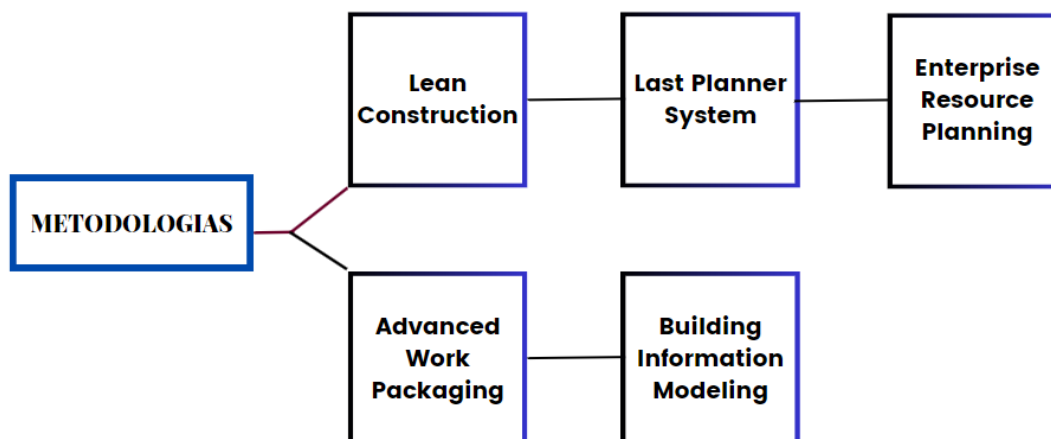 METODOLOGIAS
Lean
Construction
Last Planner
System
Enterprise
Resource
Planning
Advanced
Work
Packaging
Building
Information
Modeling